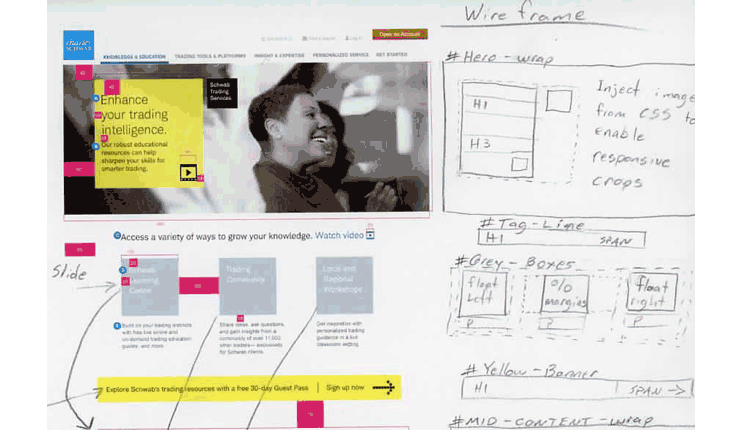 Wire frame
charles
SCHWAB
Open an Account
Log In
KNOWLEDGE & EDUCATION TRADING TOOLS & PLATFORMS INSIGHT & EXPERTISE PERSONALIZED SERVICE GET STARTED
Schwab
Trading
Services
Enhance
your trading
intelligence.
Our robust educational
resources can help
sharpen your skills for
smarter trading.
Access a variety of ways to grow your knowledge. Watch video
Slide
Schwab
Learning
Center
Trading
Community
Local and
Regional
Workshops
Build on your trading instincts
with free live online and
on-demand trading education
guides, and more.
Share ideas, ask questions,
and gain insights from a
community of over 11,000
other traders— exclusively
for Schwab clients.
Get inspiration with
personalized trading
guidance in a live
classroom setting.
Explore Schwab's trading resources with a free 30-day Guest Pass | Sign up now
#Hero-wrap
H1
H3
Inject image
from CSS to
Enable
responsive
crops
#Tag-Line
H1 SPAN
#Grey-Boxes
float
Left
%
margins
float
right
P P P
#Yellow-Banner
H1 SPAN →
#MID-CONTENT-wrap